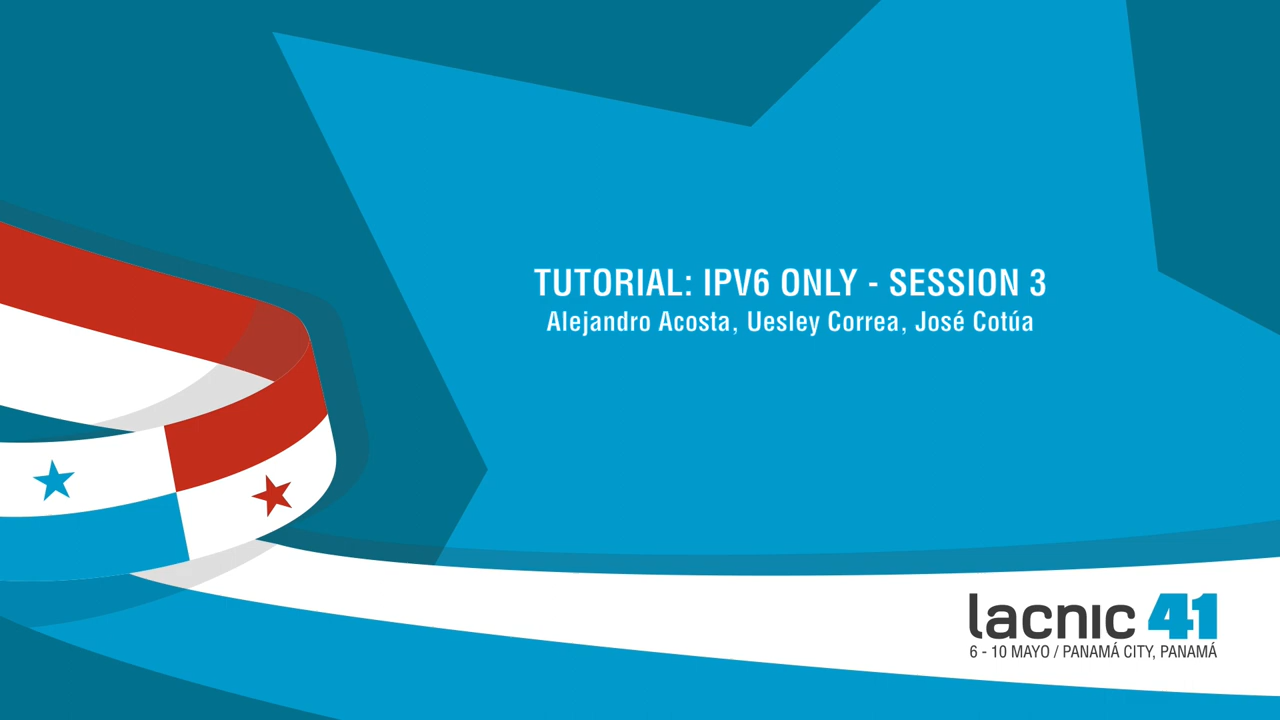 TUTORIAL: IPV6 ONLY - SESSION 3
Alejandro Acosta, Uesley Correa, José Cotúa
lacnic 41
6 - 10 MAYO / PANAMÁ CITY, PANAMÁ